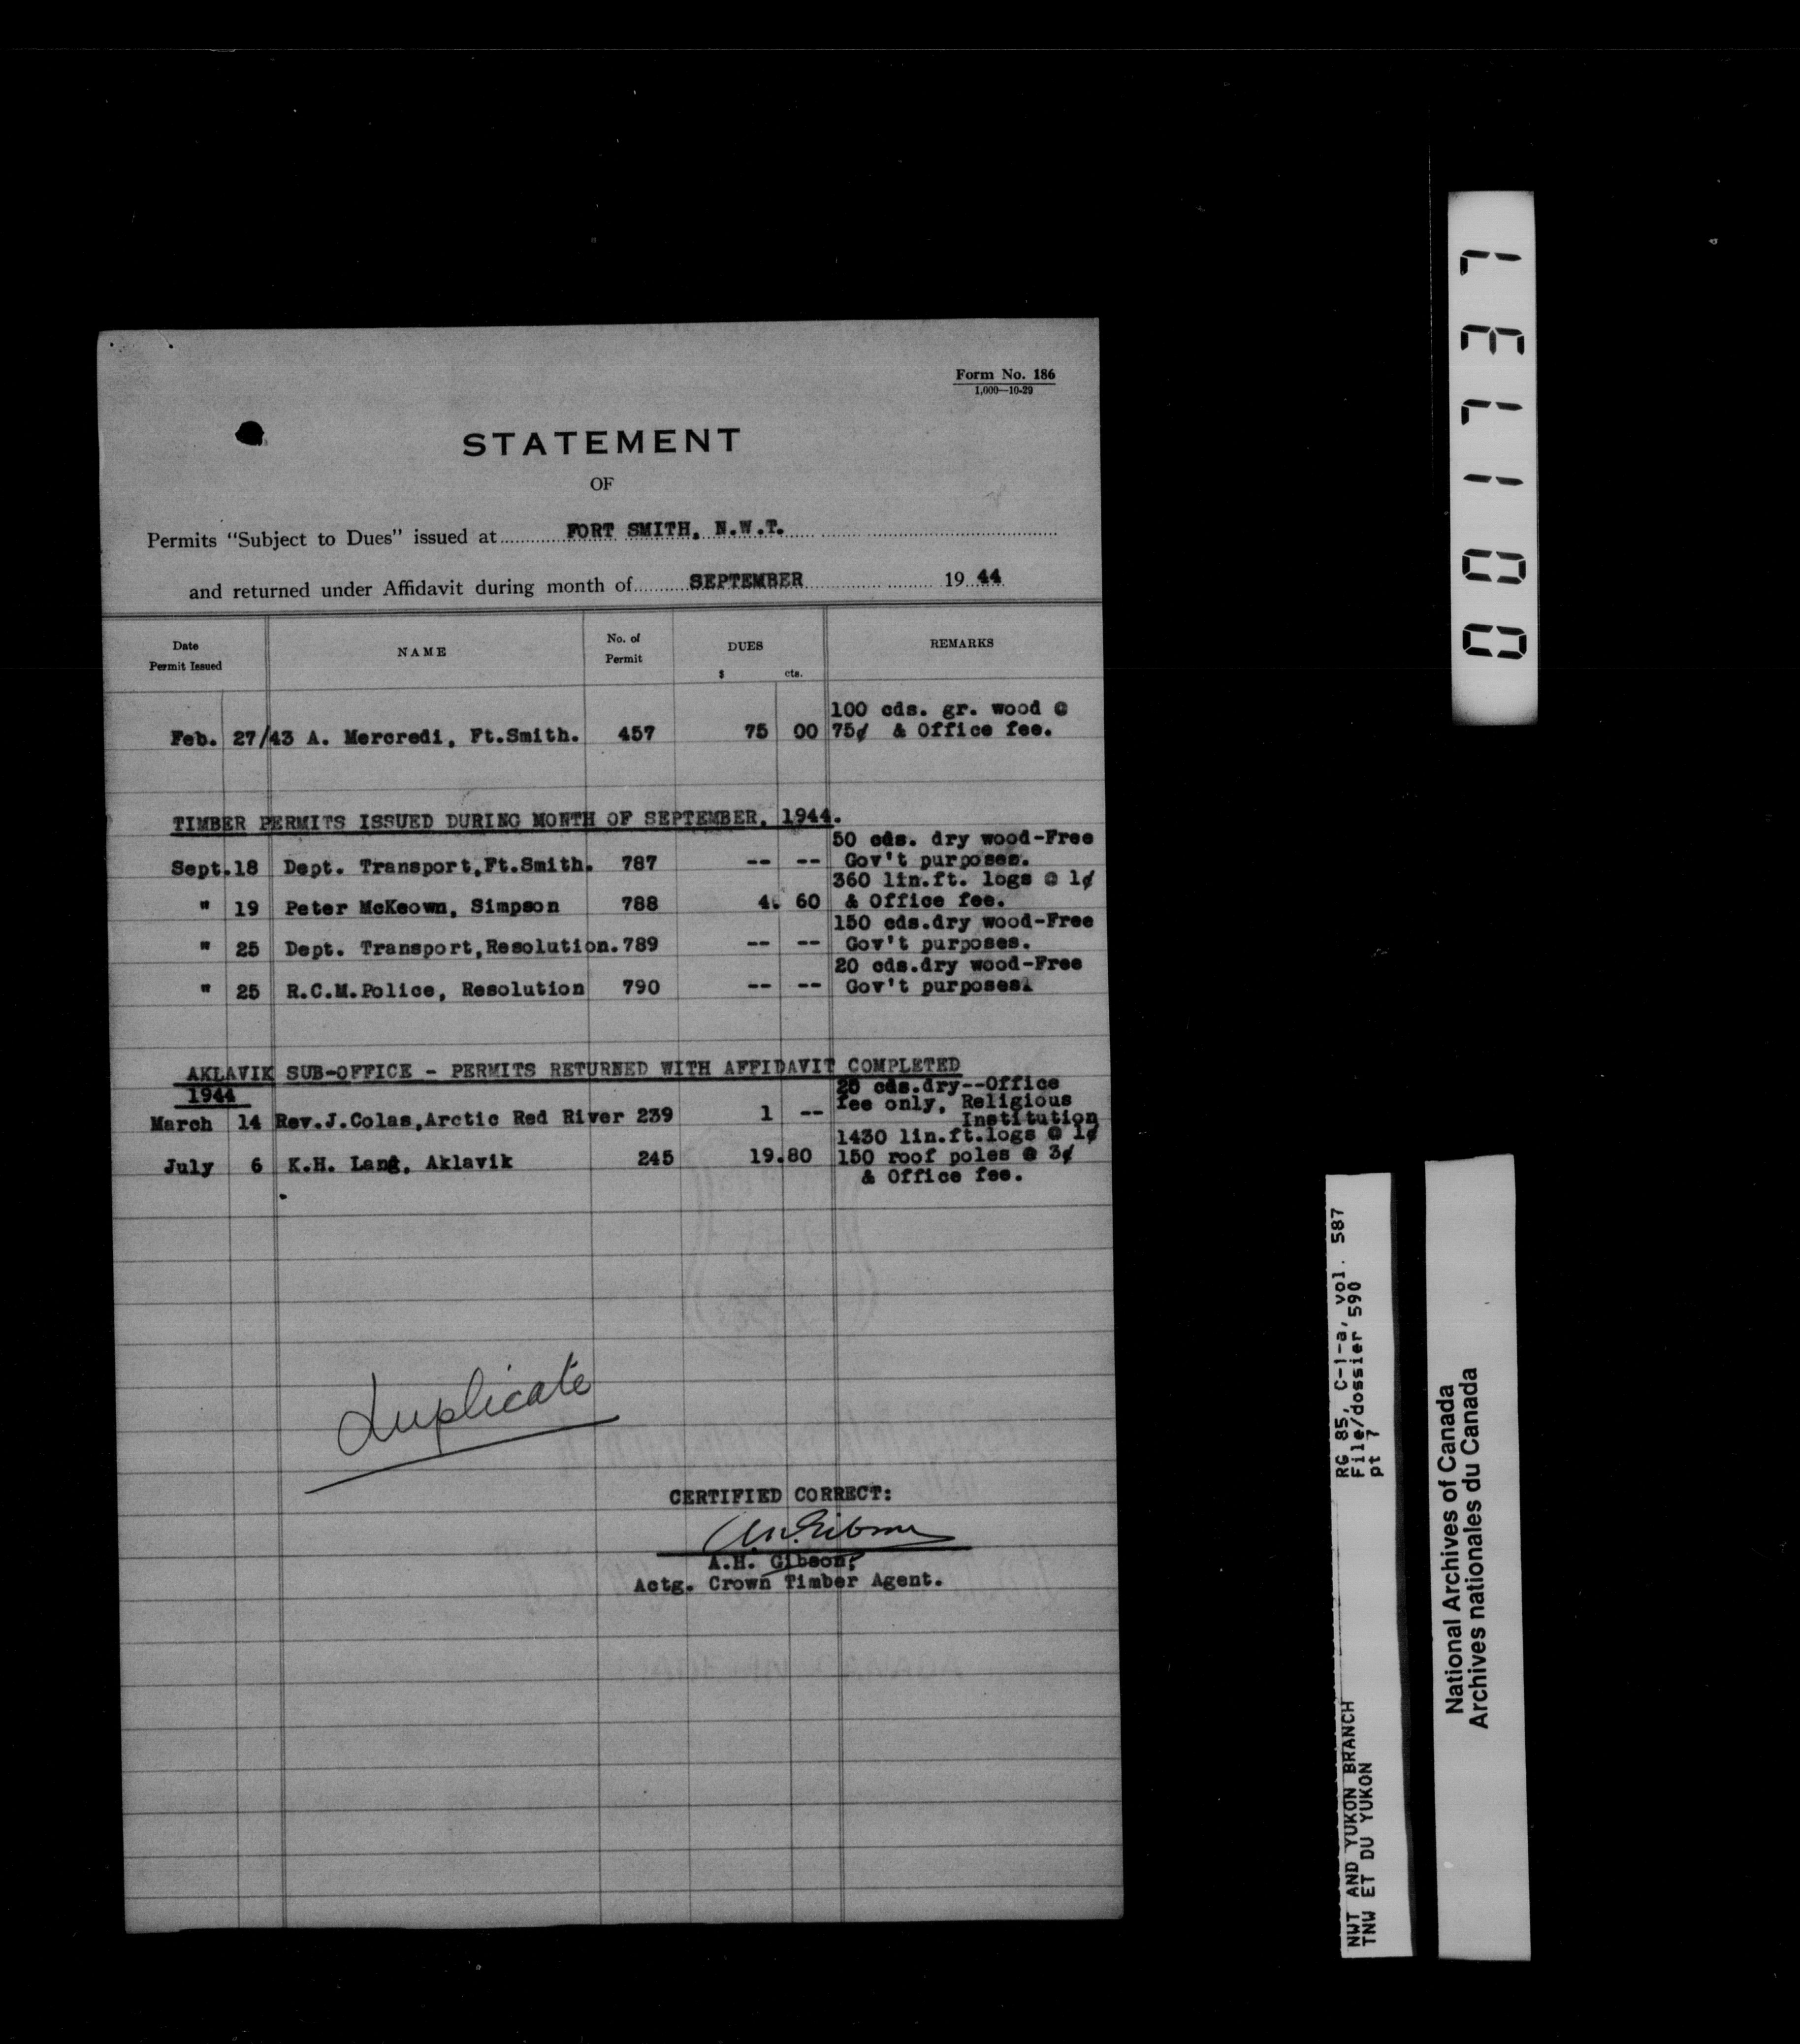 Form No. 186
1,000—10-29
STATEMENT
OF
Permits "Subject to Dues" issued at FORT SMITH, N.W.T.
and returned under Affidavit during month of SEPTEMBER 19 44
Date Permit Issued NAME No. of Permit DUES $ cts. REMARKS
100 cds. gr. wood @
Feb. 27/43 A. Mercredi, Ft.Smith. 457 75 00 75¢ & Office fee.
TIMBER PERMITS ISSUED DURING MONTH OF SEPTEMBER, 1944.
50 cds. dry wood-Free
Sept.18 Dept. Transport,Ft.Smith. 787 -- -- Gov't purposes.
360 lin.ft. logs @ 1¢
" 19 Peter McKeown, Simpson 788 4. 60 & Office fee.
150 cds.dry wood-Free
" 25 Dept. Transport,Resolution. 789 -- -- Gov't purposes.
20 cds.dry wood-Free
" 25 R.C.M.Police, Resolution 790 -- -- Gov't purposes.
AKLAVIK SUB-OFFICE - PERMITS RETURNED WITH AFFIDAVIT COMPLETED
1944
cds.dry--Office
fee only, Religious
March 14 Rev.J.Colas,Arctic Red River 239 1 -- Institution
1430 lin.ft.logs @ 1¢
July 6 K.H. Lang, Aklavik 245 19.80 150 roof poles @ 3¢
& Office fee.
Duplicate
CERTIFIED CORRECT:
A.H. Gibson
A.H. Gibson,
Actg. Crown Timber Agent.
RG 85, C-1-a, vol. 587
File/dossier 590
pt 7
NWT AND YUKON BRANCH
TNW ET DU YUKON
National Archives of Canada
Archives nationales du Canada
001737